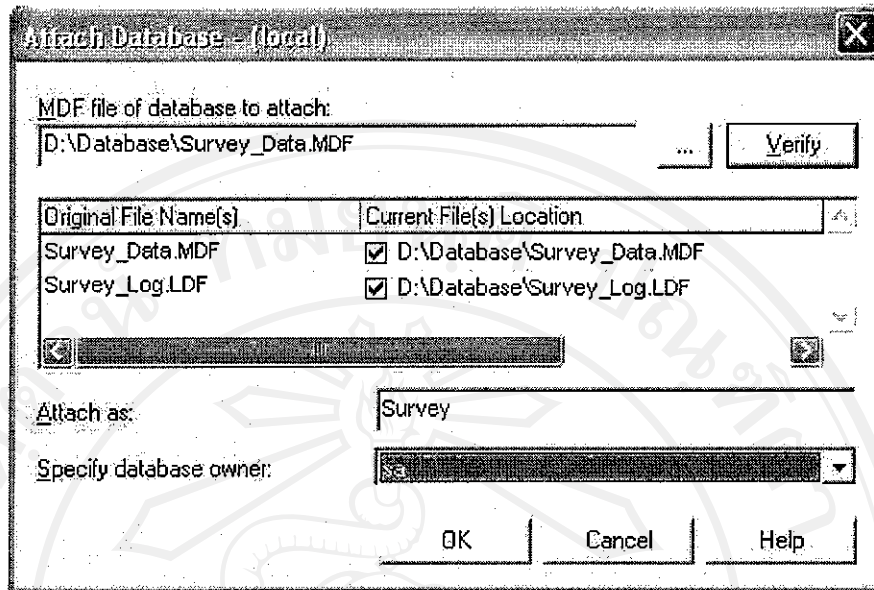 Attach Database - (local)
MDF file of database to attach:
D:\Database\Survey_Data.MDF
...
Verify
Original File Name(s) Current File(s) Location
Survey_Data.MDF D:\Database\Survey_Data.MDF
Survey_Log.LDF D:\Database\Survey_Log.LDF
Attach as: Survey
Specify database owner: sa
OK Cancel Help